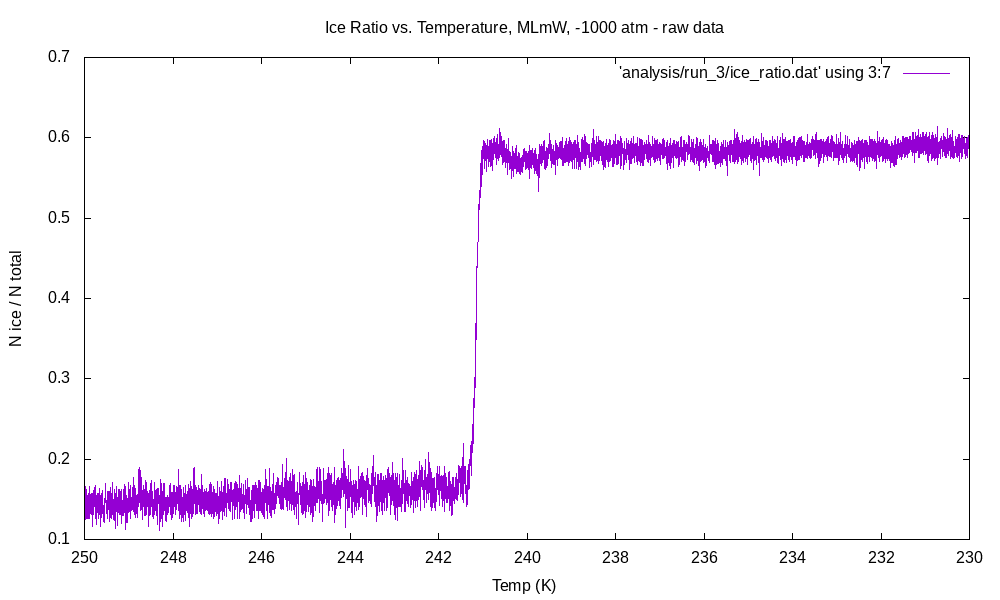 Ice Ratio vs. Temperature, MLmW, -1000 atm - raw data
'analysis/run_3/ice_ratio.dat' using 3:7
0.7
0.6
0.5
0.4
0.3
0.2
0.1
N ice / N total
250 248 246 244 242 240 238 236 234 232 230
Temp (K)